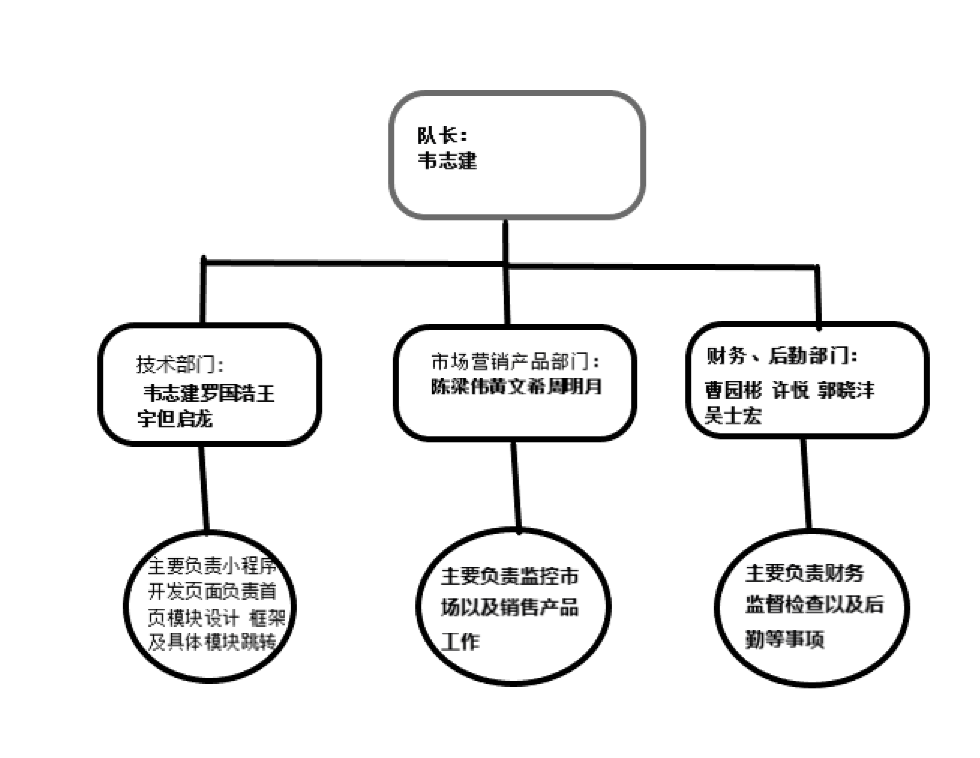 队长：
韦志建
技术部门：
韦志建罗国浩王
宇但启龙
市场营销产品部门：
陈梁伟黄文希周明月
财务、后勤部门：
曹园彬 许悦 郭晓沣
吴士宏
主要负责小程序
开发页面负责首
页模块设计 框架
及具体模块跳转
主要负责监控市
场以及销售产品
工作
主要负责财务
监督检查以及后
勤等事项